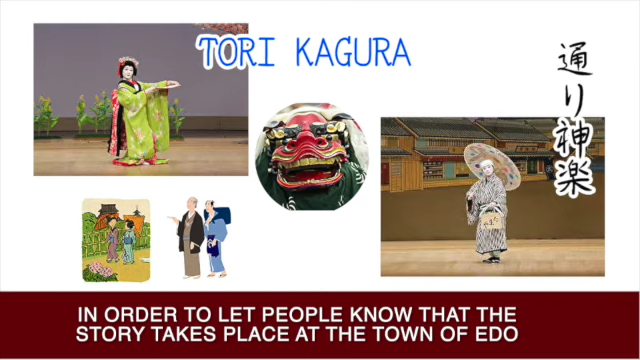 TORI KAGURA
通り神楽
IN ORDER TO LET PEOPLE KNOW THAT THE
STORY TAKES PLACE AT THE TOWN OF EDO